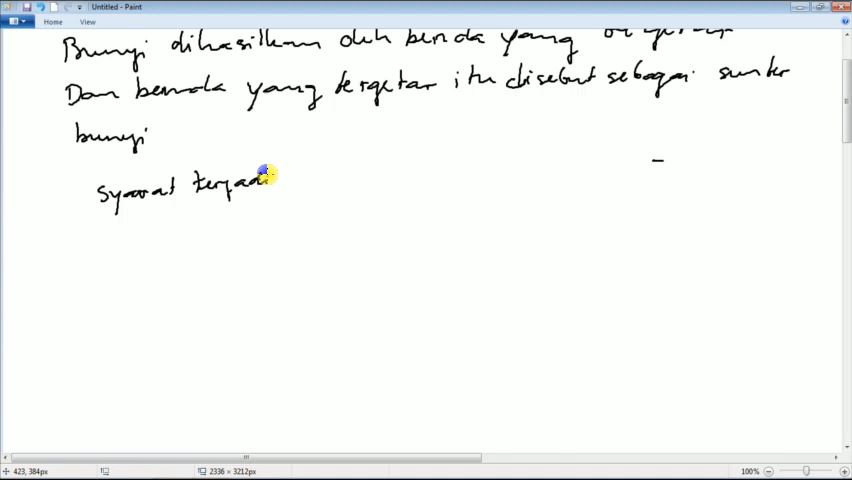 Untitled - Paint
Home View
Bunyi dihasilkan oleh benda yang
Dan benda yang bergetar itu disebut sebagai sumber
bunyi
syarat terjadi
423, 384px 2336 × 3212px 100%